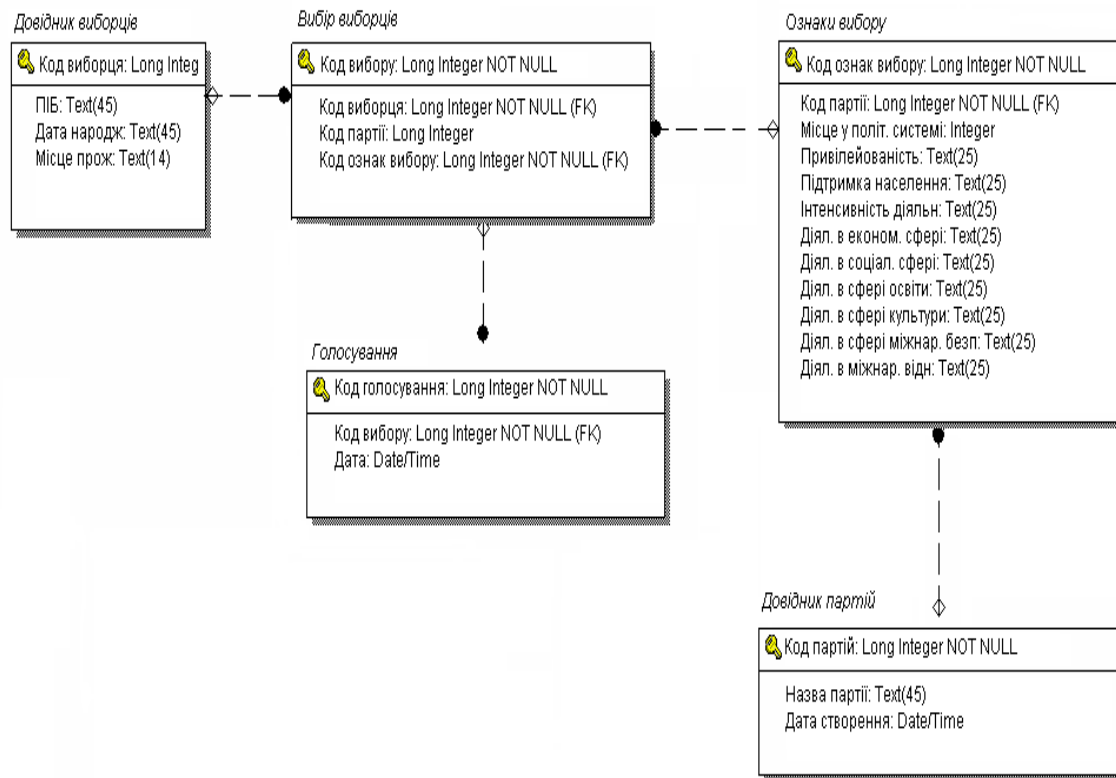 Довідник виборців
Код виборця: Long Integ
ПІБ: Text(45)
Дата народж: Text(45)
Місце прож: Text(14)
Вибір виборців
Код вибору: Long Integer NOT NULL
Код виборця: Long Integer NOT NULL (FK)
Код партії: Long Integer
Код ознак вибору: Long Integer NOT NULL (FK)
Ознаки вибору
Код ознак вибору: Long Integer NOT NULL
Код партії: Long Integer NOT NULL (FK)
Місце у політ. системі: Integer
Привілейованість: Text(25)
Підтримка населення: Text(25)
Інтенсивність діяльн: Text(25)
Діял. в економ. сфері: Text(25)
Діял. в соціал. сфері: Text(25)
Діял. в сфері освіти: Text(25)
Діял. в сфері культури: Text(25)
Діял. в сфері міжнар. безп: Text(25)
Діял. в міжнар. відн: Text(25)
Голосування
Код голосування: Long Integer NOT NULL
Код вибору: Long Integer NOT NULL (FK)
Дата: Date/Time
Довідник партій
Код партій: Long Integer NOT NULL
Назва партії: Text(45)
Дата створення: Date/Time